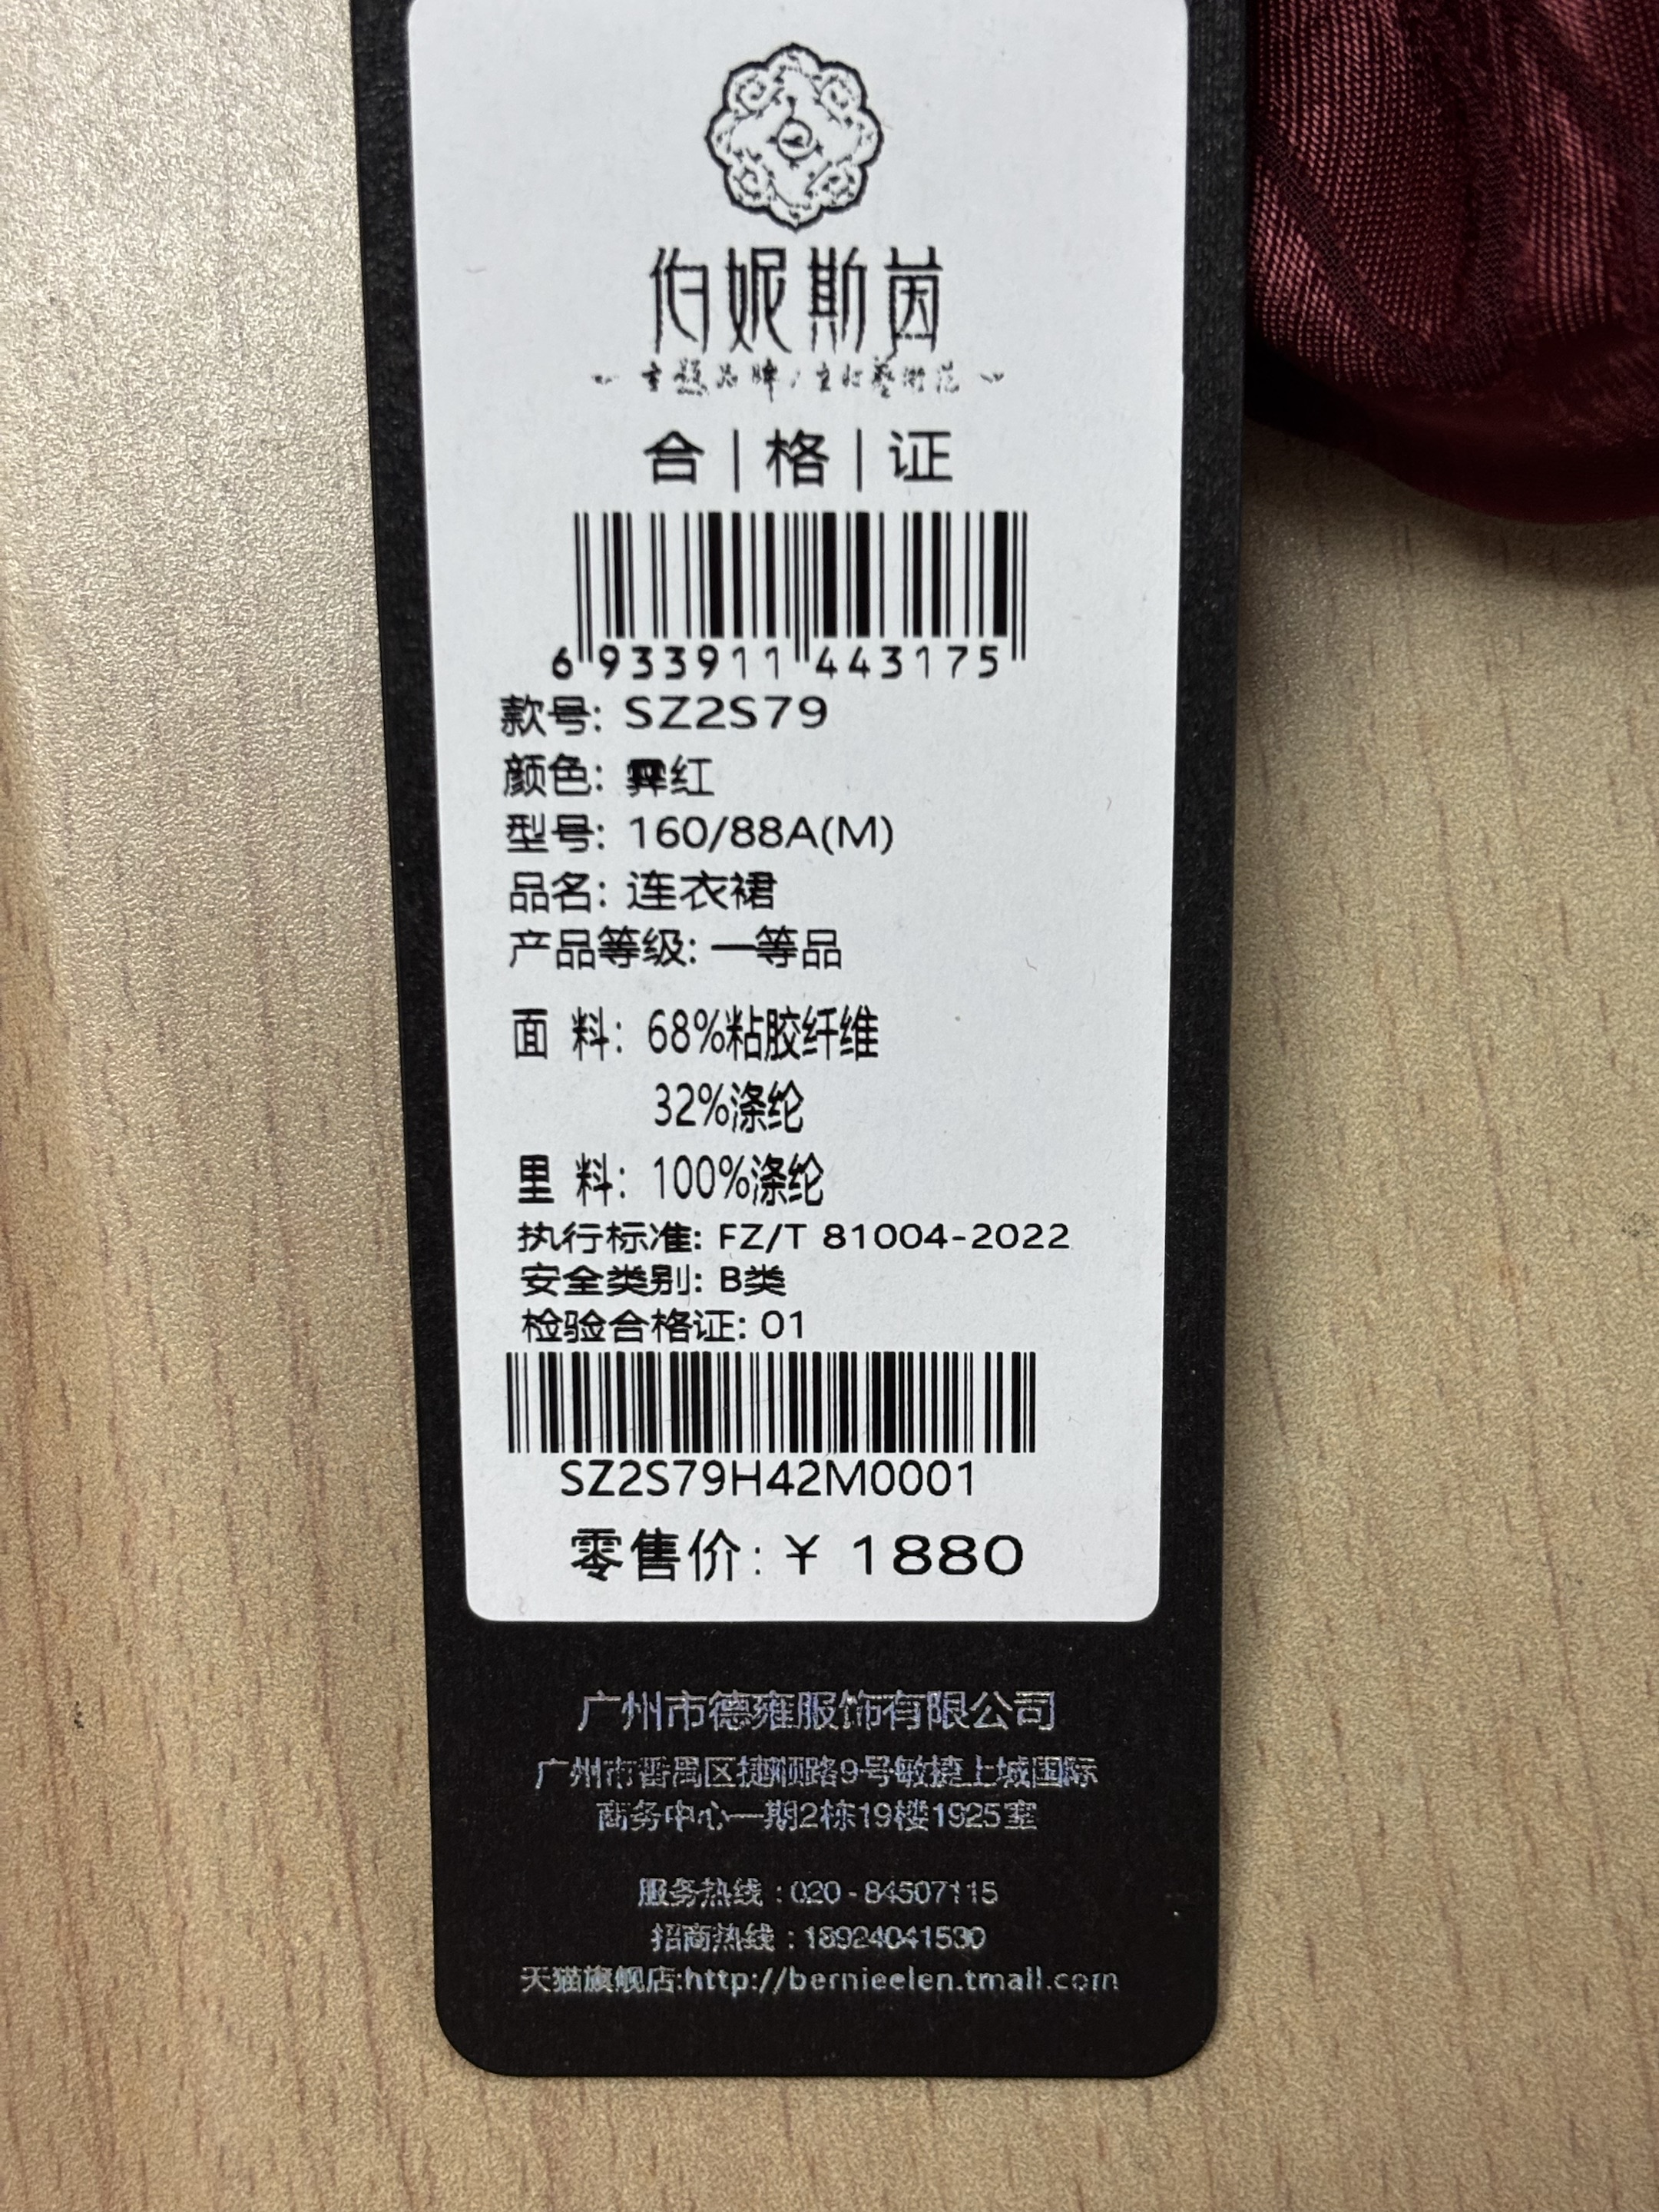 伯妮斯茵
合|格|证
6 933911 443175
款号: SZ2S79
颜色: 霁红
型号: 160/88A(M)
品名: 连衣裙
产品等级: 一等品
面 料: 68%粘胶纤维
32%涤纶
里 料: 100%涤纶
执行标准: FZ/T 81004-2022
安全类别: B类
检验合格证: 01
SZ2S79H42M0001
零售价: ¥ 1880
广州市德雍服饰有限公司
广州市番禺区捷顺路9号敏捷上城国际
商务中心一期2栋19楼1925室
服务热线 : 020 - 84507115
招商热线 : 18924041530
天猫旗舰店:http://bernieelen.tmall.com